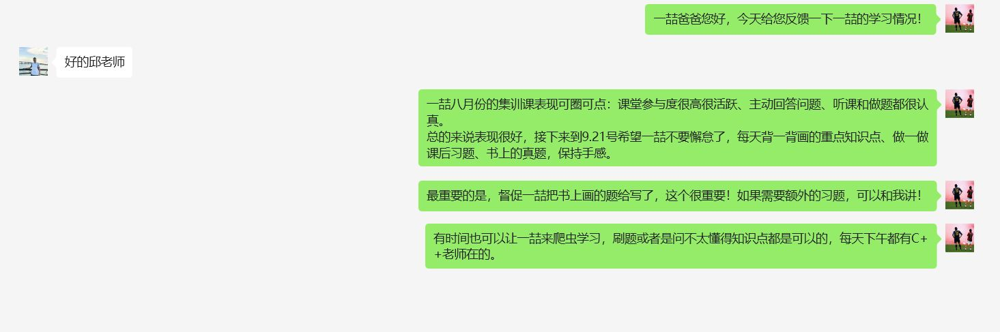 一喆爸爸您好，今天给您反馈一下一喆的学习情况！
好的邱老师
一喆八月份的集训课表现可圈可点：课堂参与度很高很活跃、主动回答问题、听课和做题都很认
真。
总的来说表现很好，接下来到9.21号希望一喆不要懈怠了，每天背一背画的重点知识点、做一做
课后习题、书上的真题，保持手感。
最重要的是，督促一喆把书上画的题给写了，这个很重要！如果需要额外的习题，可以和我讲！
有时间也可以让一喆来爬虫学习，刷题或者是问不太懂得知识点都是可以的，每天下午都有C+
+老师在的。